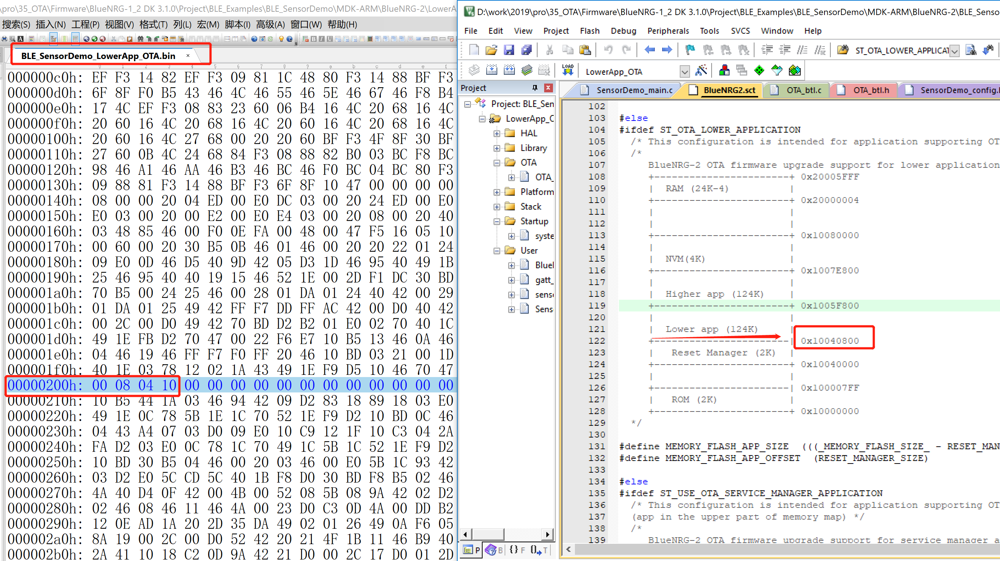 \pro\35_OTA\Firmware\BlueNRG-1_2 DK 3.1.0\Project\BLE_Examples\BLE_SensorDemo\MDK-ARM\BlueNRG-2\LowerA
搜索(S) 插入(N) 工程(P) 视图(V) 格式(T) 列(L) 宏(M) 脚本(I) 高级(A) 窗口(W) 帮助(H)
BLE_SensorDemo_LowerApp_OTA.bin ×
0 1 2 3 4 5 6 7 8 9 a b c d e f
000000c0h: EF F3 14 82 EF F3 09 81 1C 48 80 F3 14 88 BF F3
000000d0h: 6F 8F F0 B5 43 46 4C 46 55 46 5E 46 67 46 F8 B4
000000e0h: 17 4C EF F3 08 83 23 60 06 B4 16 4C 20 68 16 4C
000000f0h: 20 60 16 4C 20 68 16 4C 20 60 16 4C 20 68 16 4C
00000100h: 20 60 16 4C 27 68 00 20 20 60 BF F3 4F 8F 30 BF
00000110h: 27 60 0B 4C 24 68 84 F3 08 88 82 B0 03 BC F8 BC
00000120h: 98 46 A1 46 AA 46 B3 46 BC 46 F0 BC 04 BC 80 F3
00000130h: 09 88 81 F3 14 88 BF F3 6F 8F 10 47 00 00 00 00
00000140h: 08 00 00 20 04 ED 00 E0 DC 03 00 20 24 ED 00 E0
00000150h: E0 03 00 20 00 E2 00 E0 E4 03 00 20 08 00 20 40
00000160h: 03 48 85 46 00 F0 0E FA 00 48 00 47 F5 16 05 10
00000170h: 00 60 00 20 30 B5 0B 46 01 46 00 20 20 22 01 24
00000180h: 09 E0 0D 46 D5 40 9D 42 05 D3 1D 46 95 40 49 1B
00000190h: 25 46 95 40 40 19 15 46 52 1E 00 2D F1 DC 30 BD
000001a0h: 70 B5 00 24 25 46 00 28 01 DA 01 24 40 42 00 29
000001b0h: 01 DA 01 25 49 42 FF F7 DD FF AC 42 00 D0 40 42
000001c0h: 00 2C 00 D0 49 42 70 BD D2 B2 01 E0 02 70 40 1C
000001d0h: 49 1E FB D2 70 47 00 22 F6 E7 10 B5 13 46 0A 46
000001e0h: 04 46 19 46 FF F7 F0 FF 20 46 10 BD 03 21 00 1D
000001f0h: 40 1E 03 78 12 02 1A 43 49 1E F9 D5 10 46 70 47
00000200h: 00 08 04 10 00 00 00 00 00 00 00 00 00 00 00 00
00000210h: 10 B5 44 1A 03 46 94 42 09 D2 83 18 89 18 03 E0
00000220h: 49 1E 0C 78 5B 1E 1C 70 52 1E F9 D2 10 BD 0C 46
00000230h: 04 43 A4 07 03 D0 09 E0 10 C9 12 1F 10 C3 04 2A
00000240h: FA D2 03 E0 0C 78 1C 70 49 1C 5B 1C 52 1E F9 D2
00000250h: 10 BD 30 B5 04 46 00 20 03 46 00 E0 5B 1C 93 42
00000260h: 03 D2 E0 5C CD 5C 40 1B F8 D0 30 BD F8 B5 02 46
00000270h: 4A 40 D4 0F 42 00 4B 00 52 08 5B 08 9A 42 02 D2
00000280h: 02 46 08 46 11 46 4A 00 23 D0 C3 0D 4A 00 DD B2
00000290h: 12 0E AD 1A 20 2D 35 DA 49 02 01 26 49 0A F6 05
000002a0h: 8A 19 00 2C 00 D0 52 42 20 21 4F 1B 11 46 B9 40
000002b0h: 2A 41 10 18 C2 0D 9A 42 21 D0 00 2C 17 D0 01 2D
D:\work\2019\pro\35_OTA\Firmware\BlueNRG-1_2 DK 3.1.0\Project\BLE_Examples\BLE_SensorDemo\MDK-ARM\BlueNRG-2\BLE_Senso
File Edit View Project Flash Debug Peripherals Tools SVCS Window Help
ST_OTA_LOWER_APPLICAT
LOAD LowerApp_OTA
Project
Project: BLE_Sen
LowerApp_O
HAL
Library
OTA
OTA_
Platform
Stack
Startup
syste
User
Bluel
gatt_
sens
Sens
P B {} F T
SensorDemo_main.c BlueNRG2.sct OTA_btl.c OTA_btl.h SensorDemo_config.
102
103 #else
104 #ifdef ST_OTA_LOWER_APPLICATION
105 /* This configuration is intended for application supporting OT
106 /*
107 BlueNRG-2 OTA firmware upgrade support for lower application
108 +-----------------------+ 0x20005FFF
109 | RAM (24K-4) |
110 +-----------------------+ 0x20000004
111 | |
112 | |
113 +-----------------------+ 0x10080000
114 | |
115 | NVM(4K) |
116 +-----------------------+ 0x1007E800
117 | |
118 | Higher app (124K) |
119 +-----------------------+ 0x1005F800
120 | |
121 | Lower app (124K) |
122 +-----------------------| 0x10040800
123 | Reset Manager (2K) |
124 +-----------------------+ 0x10040000
125 | |
126 +-----------------------| 0x100007FF
127 | ROM (2K) |
128 +-----------------------+ 0x10000000
129 */
130
131 #define MEMORY_FLASH_APP_SIZE (((_MEMORY_FLASH_SIZE_ - RESET_MAN
132 #define MEMORY_FLASH_APP_OFFSET (RESET_MANAGER_SIZE)
133
134 #else
135 #ifdef ST_USE_OTA_SERVICE_MANAGER_APPLICATION
136 /* This configuration is intended for application supporting OT
137 (app in the upper part of memory map) */
138 /*
139 BlueNRG-2 OTA firmware upgrade support for service manager a